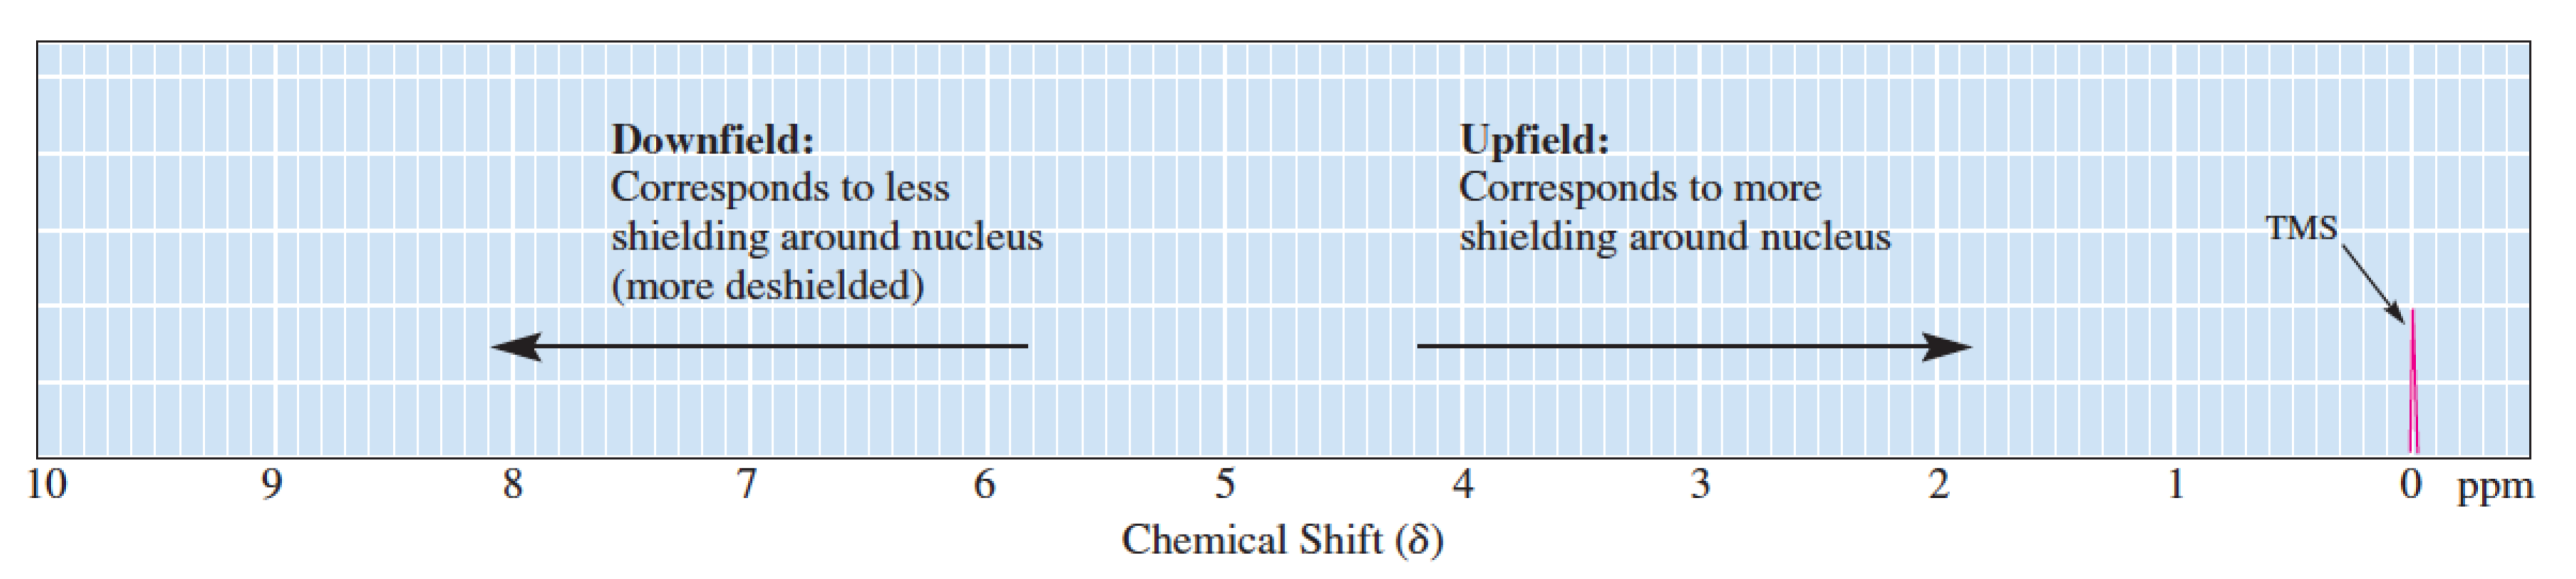 Downfield:
Corresponds to less
shielding around nucleus
(more deshielded)
Upfield:
Corresponds to more
shielding around nucleus
TMS
10 9 8 7 6 5 4 3 2 1 0 ppm
Chemical Shift (δ)